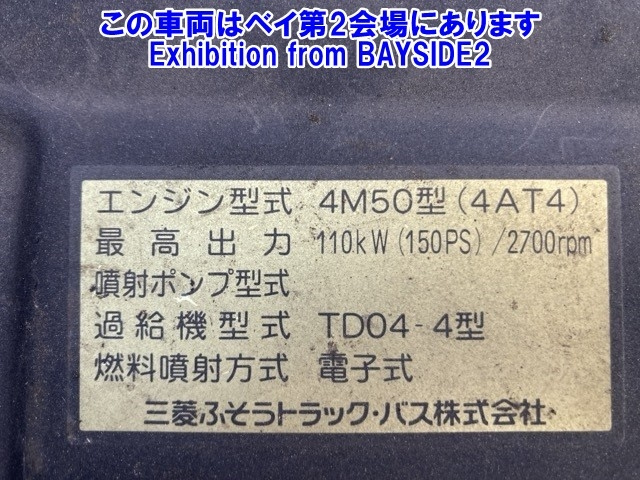 この車両はベイ第2会場にあります
Exhibition from BAYSIDE2
エンジン型式 4M50型(4AT4)
最高出力 110kW(150PS)/2700rpm
噴射ポンプ型式
過給機型式 TD04-4型
燃料噴射方式 電子式
三菱ふそうトラック・バス株式会社